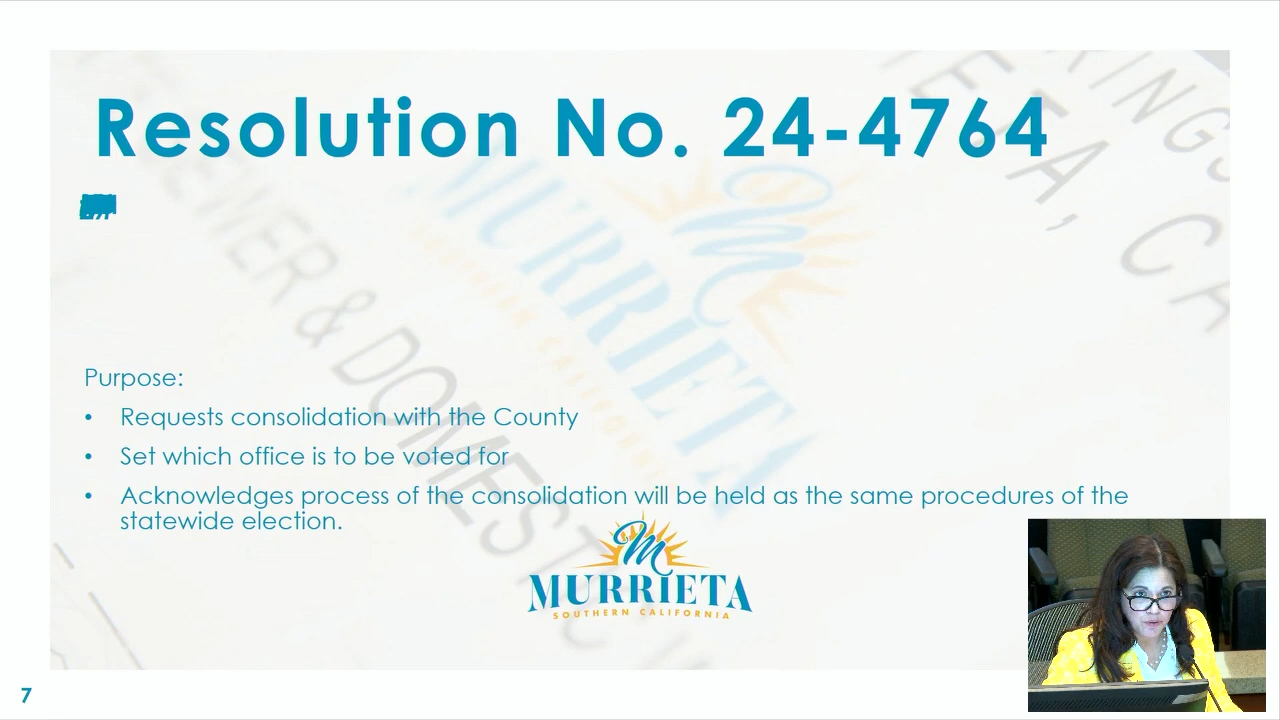 Resolution No. 24-4764
Purpose:
• Requests consolidation with the County
• Set which office is to be voted for
• Acknowledges process of the consolidation will be held as the same procedures of the
statewide election.
MURRIETA
SOUTHERN CALIFORNIA
7